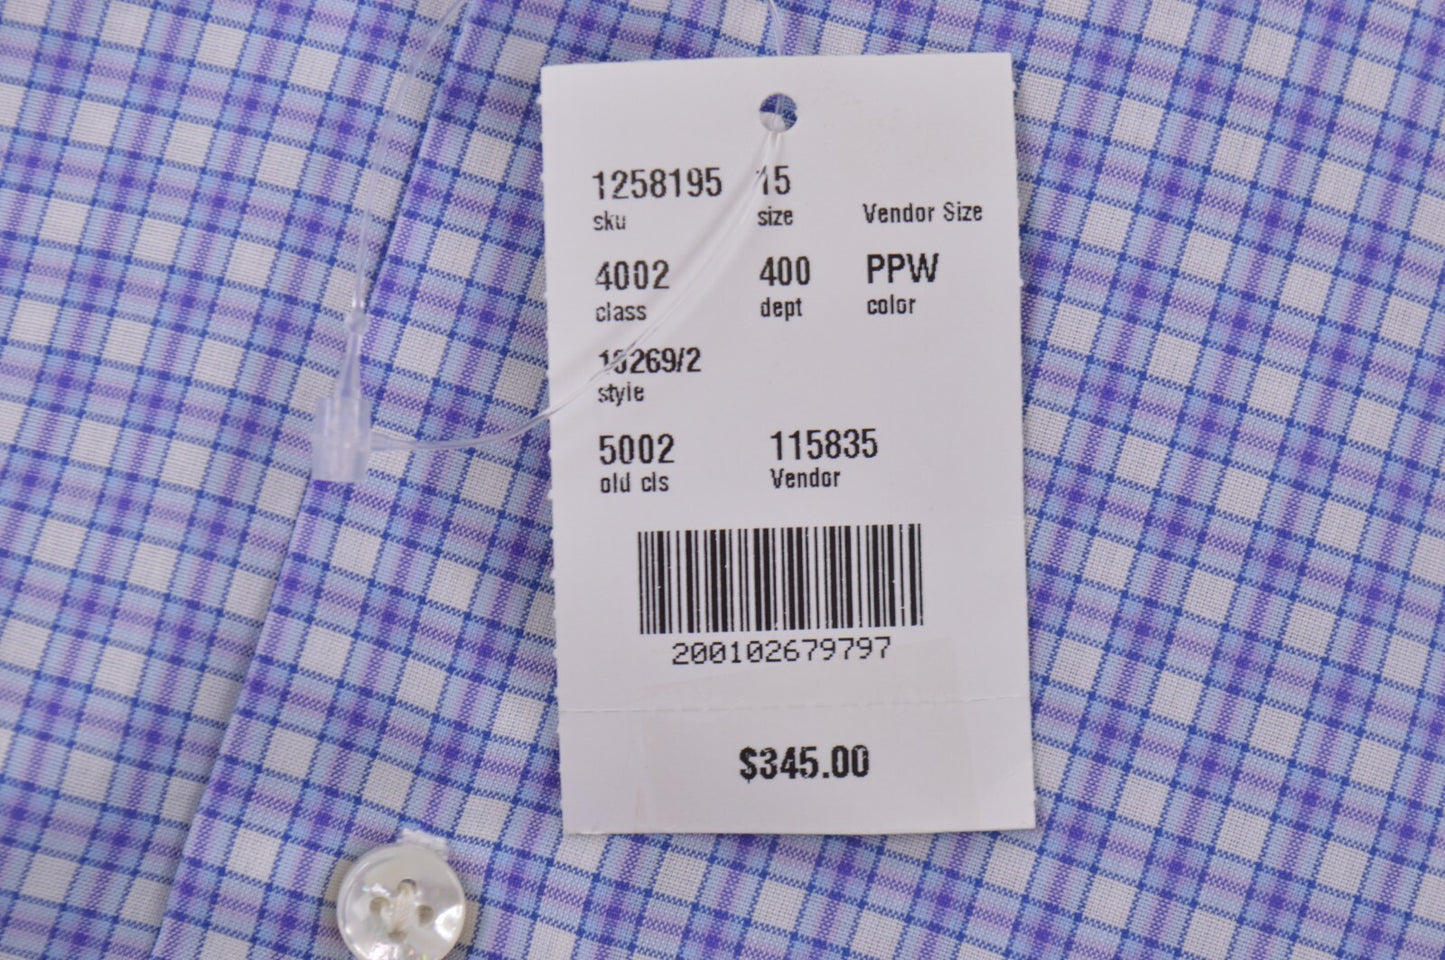 1258195 15
sku size Vendor Size
4002 400 PPW
class dept color
style
5002 115835
old cls Vendor
200102679797
$345.00